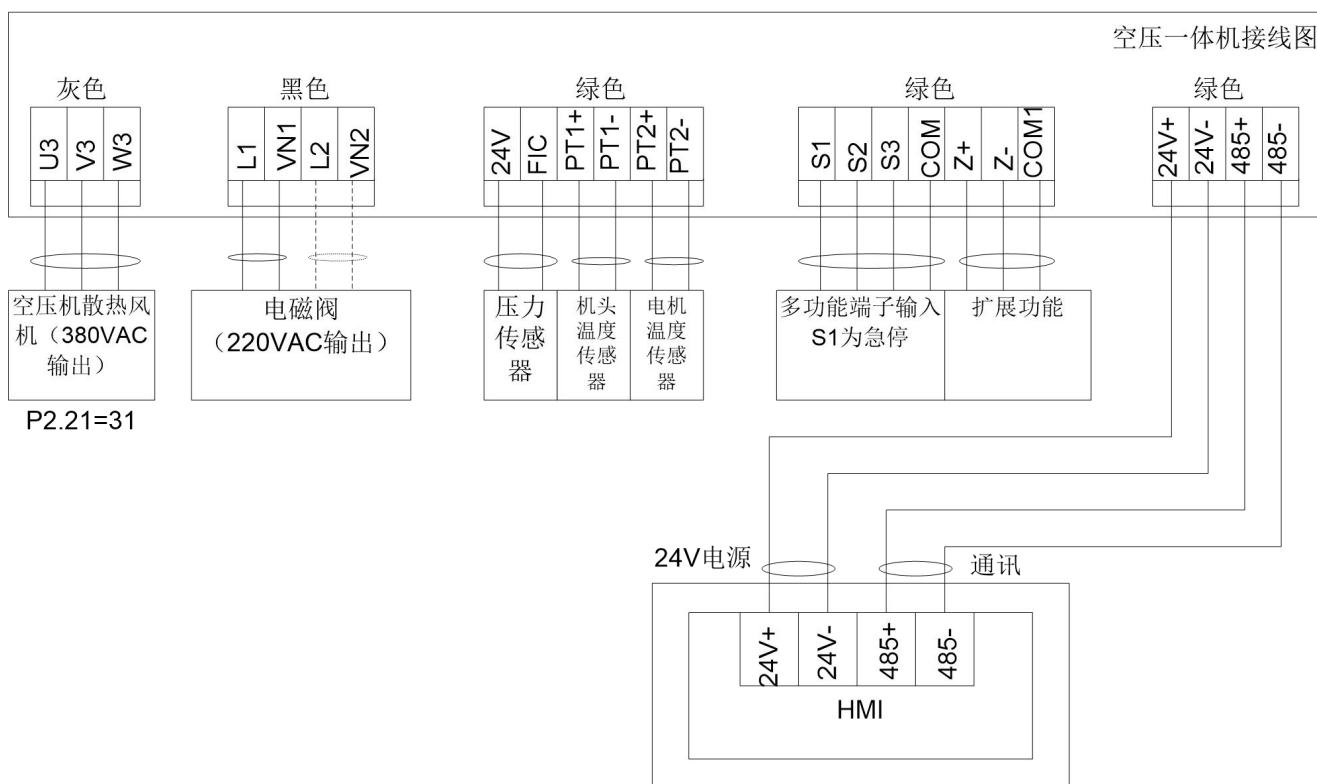 空压一体机接线图
灰色
黑色
绿色
绿色
绿色
U3
V3
W3
L1
VN1
L2
VN2
24V
FIC
PT1+
PT1-
PT2+
PT2-
S1
S2
S3
COM
Z+
Z-
COM1
24V+
24V-
485+
485-
空压机散热风
机（380VAC
输出）
电磁阀
（220VAC输出）
压力
传感
器
机头
温度
传感
器
电机
温度
传感
器
多功能端子输入
S1为急停
扩展功能
P2.21=31
24V电源
通讯
24V+
24V-
485+
485-
HMI